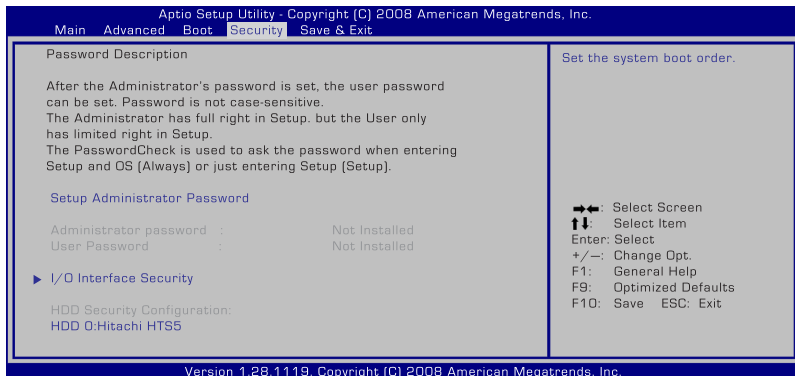 Aptio Setup Utility - Copyright (C) 2008 American Megatrends, Inc.
Main Advanced Boot Security Save & Exit
Password Description
After the Administrator's password is set, the user password
can be set. Password is not case-sensitive.
The Administrator has full right in Setup. but the User only
has limited right in Setup.
The PasswordCheck is used to ask the password when entering
Setup and OS (Always) or just entering Setup (Setup).
Setup Administrator Password
Administrator password : Not Installed
User Password : Not Installed
I/O Interface Security
HDD Security Configuration:
HDD 0:Hitachi HTS5
Set the system boot order.
→←: Select Screen
↑↓: Select Item
Enter: Select
+/−: Change Opt.
F1: General Help
F9: Optimized Defaults
F10: Save ESC: Exit
Version 1.28.1119. Copyright (C) 2008 American Megatrends, Inc.